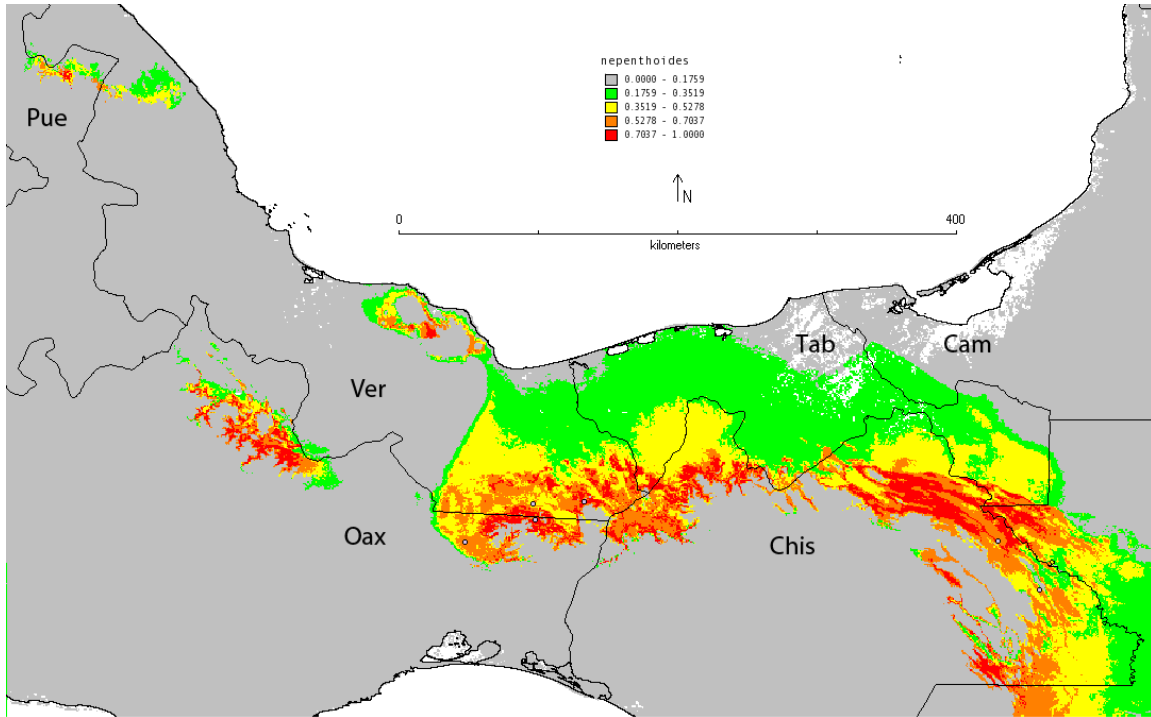 nepenthoides
0.0000 - 0.1759
0.1759 - 0.3519
0.3519 - 0.5278
0.5278 - 0.7037
0.7037 - 1.0000
Pue
N
0 400
kilometers
Tab Cam
Ver
Oax Chis